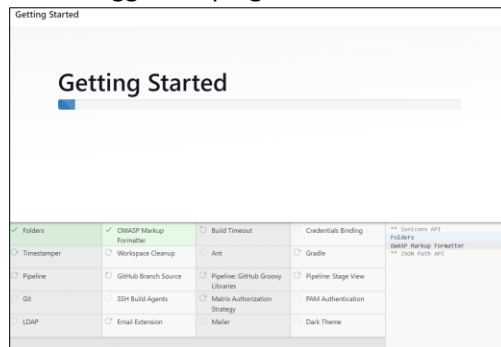 Getting Started
Getting Started
Folders
OWASP Markup Formatter
Build Timeout
Credentials Binding
Timestamper
Workspace Cleanup
Ant
Gradle
Pipeline
GitHub Branch Source
Pipeline: GitHub Groovy Libraries
Pipeline: Stage View
Git
SSH Build Agents
Matrix Authorization Strategy
PAM Authentication
LDAP
Email Extension
Mailer
Dark Theme
** Ionicons API
Folders
OWASP Markup Formatter
** JSON Path API